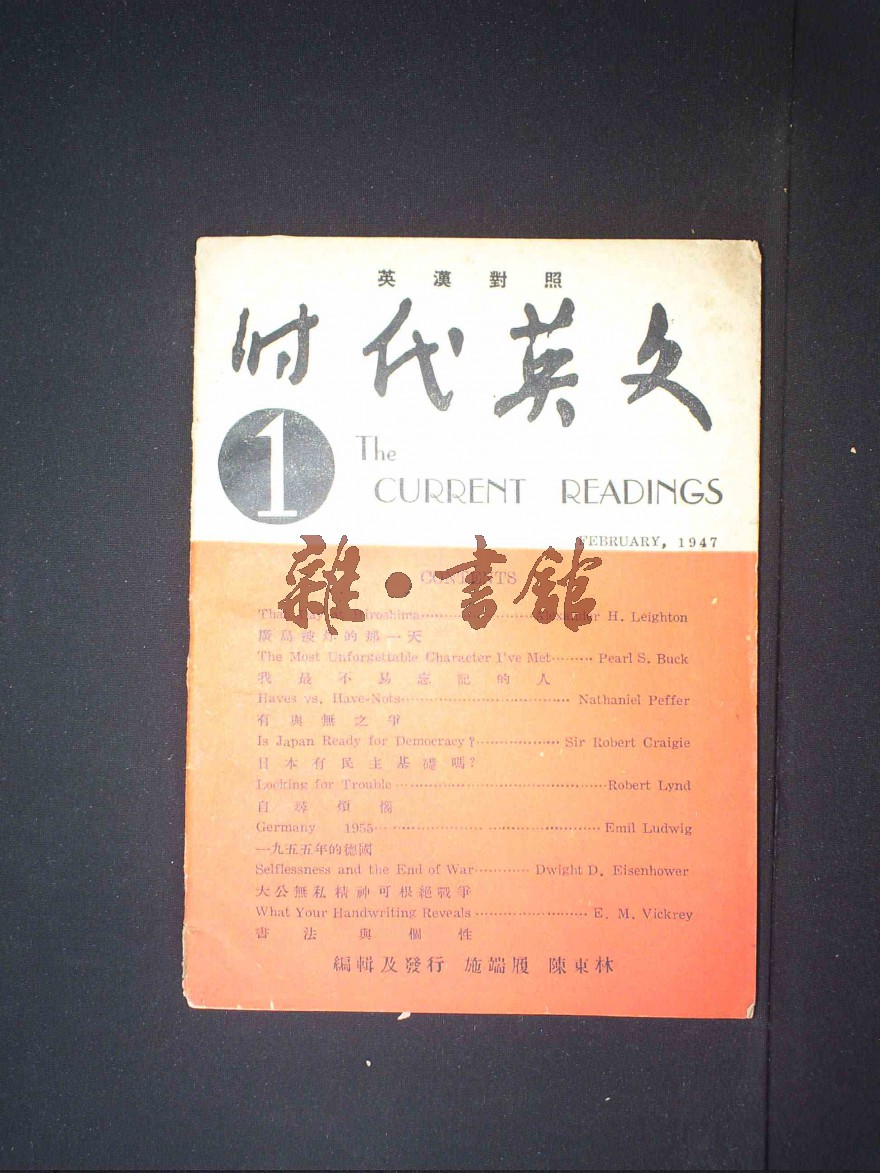 英漢對照
时代英文
1
The
CURRENT READINGS
FEBRUARY, 1947
雜·書館
CONTENTS
That Day at Hiroshima Alexander H. Leighton
廣島被炸的那一天
The Most Unforgettable Character I've Met Pearl S. Buck
我最不易忘記的人
Haves vs. Have-Nots Nathaniel Peffer
有與無之爭
Is Japan Ready for Democracy? Sir Robert Craigie
日本有民主基礎嗎?
Looking for Trouble Robert Lynd
自尋煩惱
Germany 1955 Emil Ludwig
一九五五年的德國
Selflessness and the End of War Dwight D. Eisenhower
大公無私精神可根絕戰爭
What Your Handwriting Reveals E. M. Vickrey
書法與個性
編輯及發行 施端履 陳東林